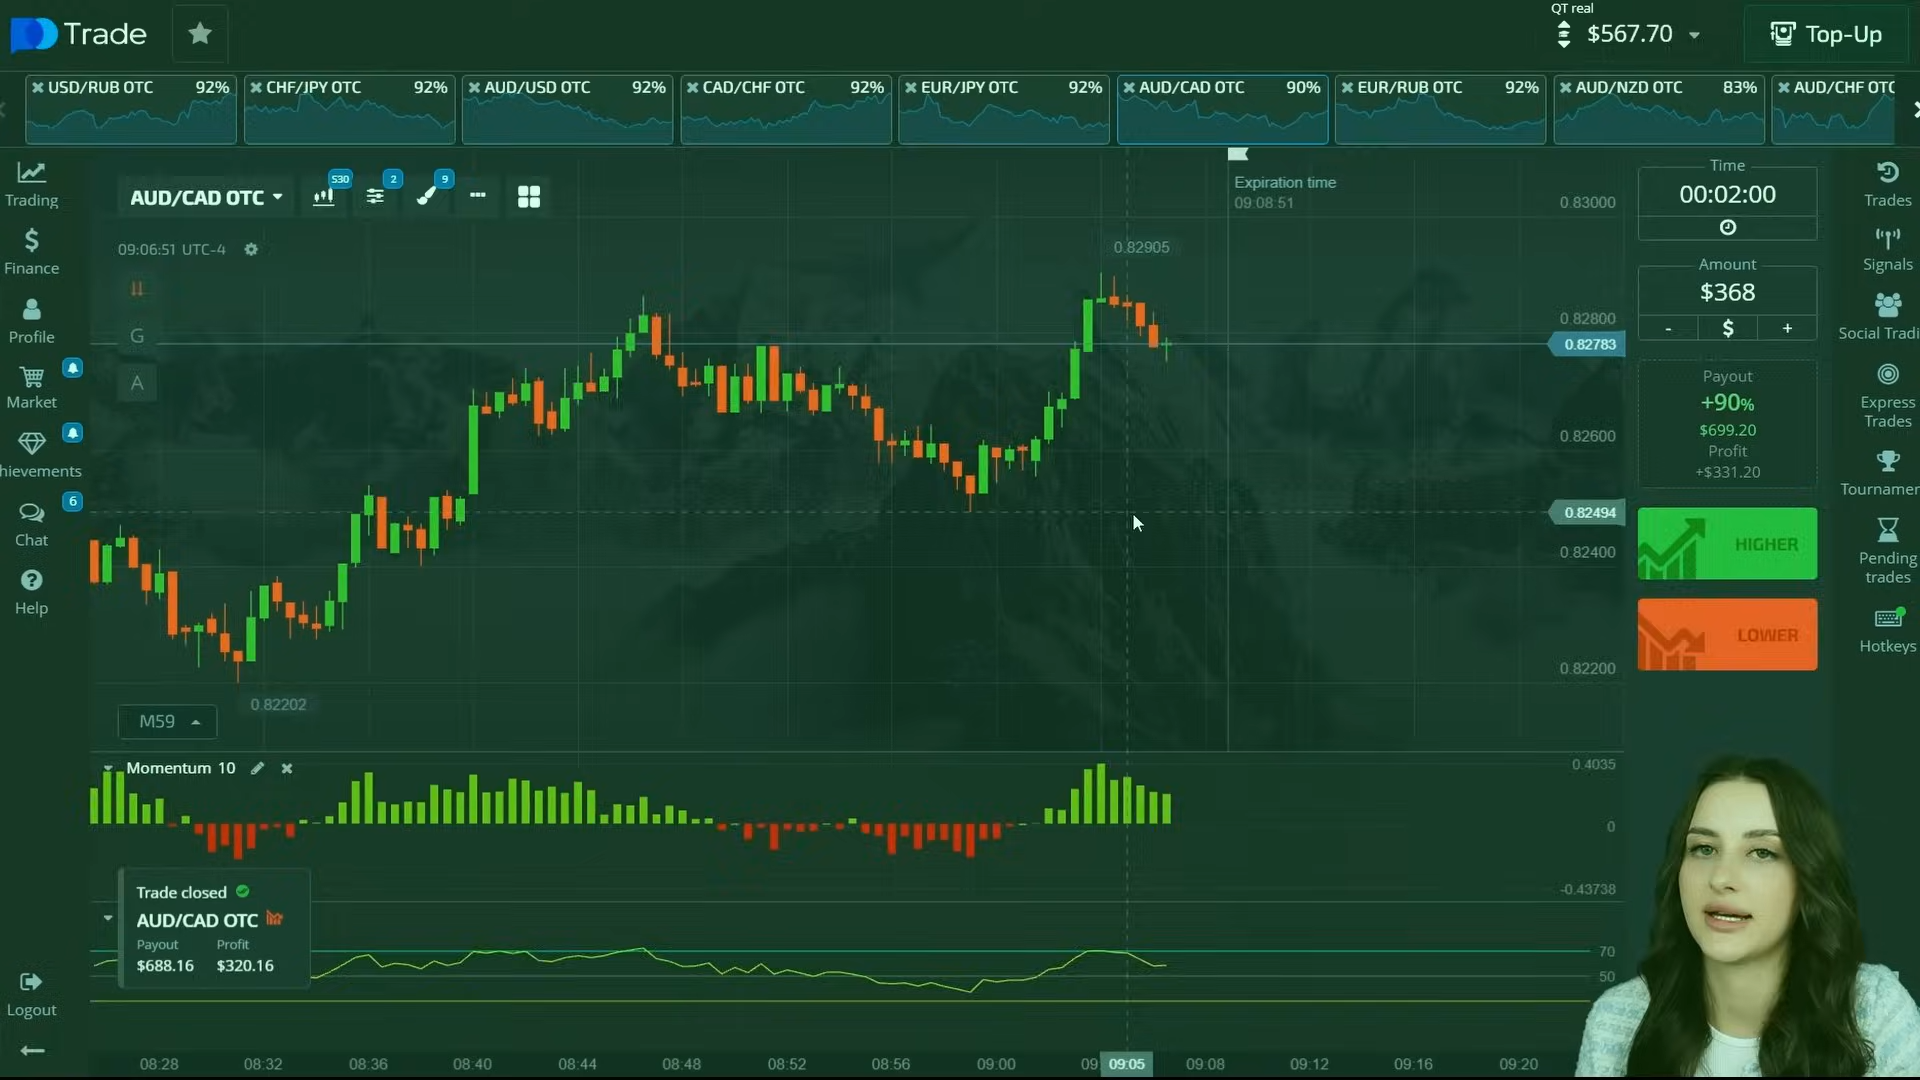 Trade
QT real
$567.70
Top-Up
USD/RUB OTC 92%
CHF/JPY OTC 92%
AUD/USD OTC 92%
CAD/CHF OTC 92%
EUR/JPY OTC 92%
AUD/CAD OTC 90%
EUR/RUB OTC 92%
AUD/NZD OTC 83%
AUD/CHF OTC
Trading
Finance
Profile
Market
hievements
6
Chat
Help
Logout
AUD/CAD OTC
530
2
9
09:06:51 UTC-4
G
A
Expiration time
09:08:51
0.82905
0.82202
M59
0.83000
0.82800
0.82783
0.82600
0.82494
0.82400
0.82200
Momentum 10
0.4035
0
-0.43738
Trade closed
AUD/CAD OTC
Payout Profit
$688.16 $320.16
70
50
08:28 08:32 08:36 08:40 08:44 08:48 08:52 08:56 09:00 09:05 09:08 09:12 09:16 09:20
Time
00:02:00
Amount
$368
- $ +
Payout
+90%
$699.20
Profit
+$331.20
HIGHER
LOWER
Trades
Signals
Social Tradi
Express
Trades
Tournamen
Pending
trades
Hotkeys